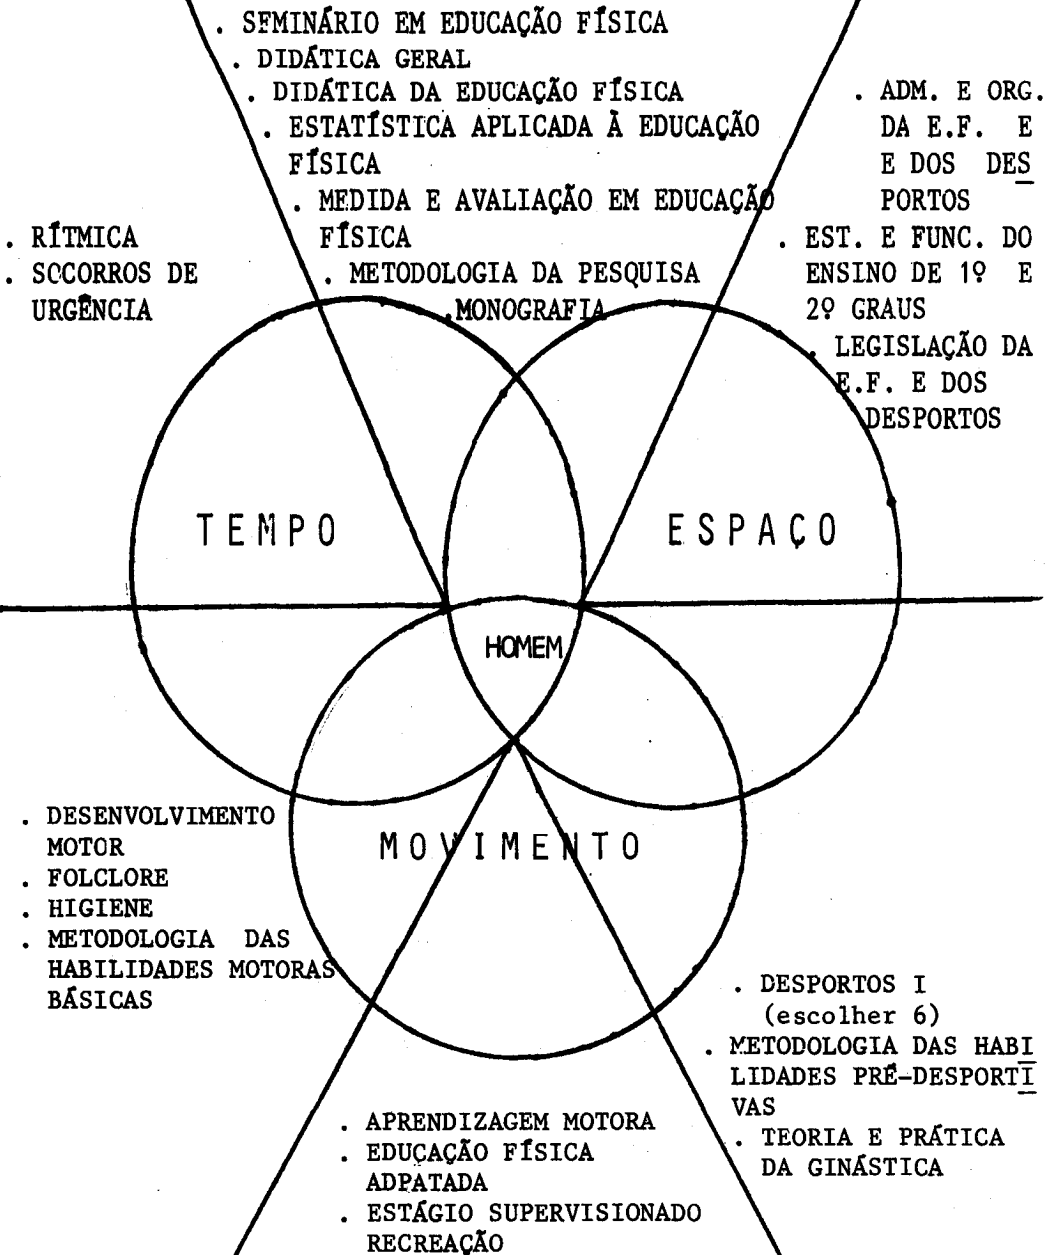 . SEMINÁRIO EM EDUCAÇÃO FÍSICA
. DIDÁTICA GERAL
. DIDÁTICA DA EDUCAÇÃO FÍSICA
. ESTATÍSTICA APLICADA À EDUCAÇÃO
FÍSICA
. MEDIDA E AVALIAÇÃO EM EDUCAÇÃO
FÍSICA
. METODOLOGIA DA PESQUISA
.MONOGRAFIA
. ADM. E ORG.
DA E.F. E
E DOS DES
PORTOS
. EST. E FUNC. DO
ENSINO DE 1º E
2º GRAUS
. LEGISLAÇÃO DA
E.F. E DOS
DESPORTOS
. RÍTMICA
. SOCORROS DE
URGÊNCIA
TEMPO
ESPAÇO
HOMEM
MOVIMENTO
. DESENVOLVIMENTO
MOTOR
. FOLCLORE
. HIGIENE
. METODOLOGIA DAS
HABILIDADES MOTORAS
BÁSICAS
. DESPORTOS I
(escolher 6)
. METODOLOGIA DAS HABI
LIDADES PRÉ-DESPORTI
VAS
. TEORIA E PRÁTICA
DA GINÁSTICA
. APRENDIZAGEM MOTORA
. EDUCAÇÃO FÍSICA
ADPATADA
. ESTÁGIO SUPERVISIONADO
RECREAÇÃO